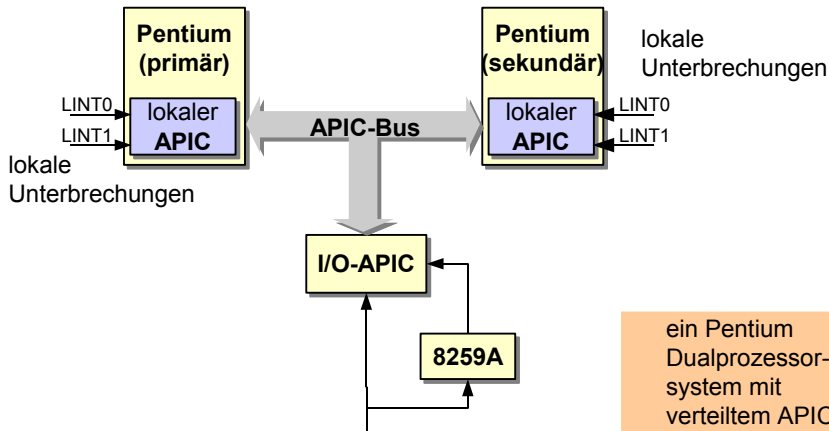 Pentium
(primär)
Pentium
(sekundär)
lokale
Unterbrechungen
LINT0
LINT1
lokaler
APIC
APIC-Bus
lokaler
APIC
LINT0
LINT1
lokale
Unterbrechungen
I/O-APIC
8259A
ein Pentium
Dualprozessor-
system mit
verteiltem APIC